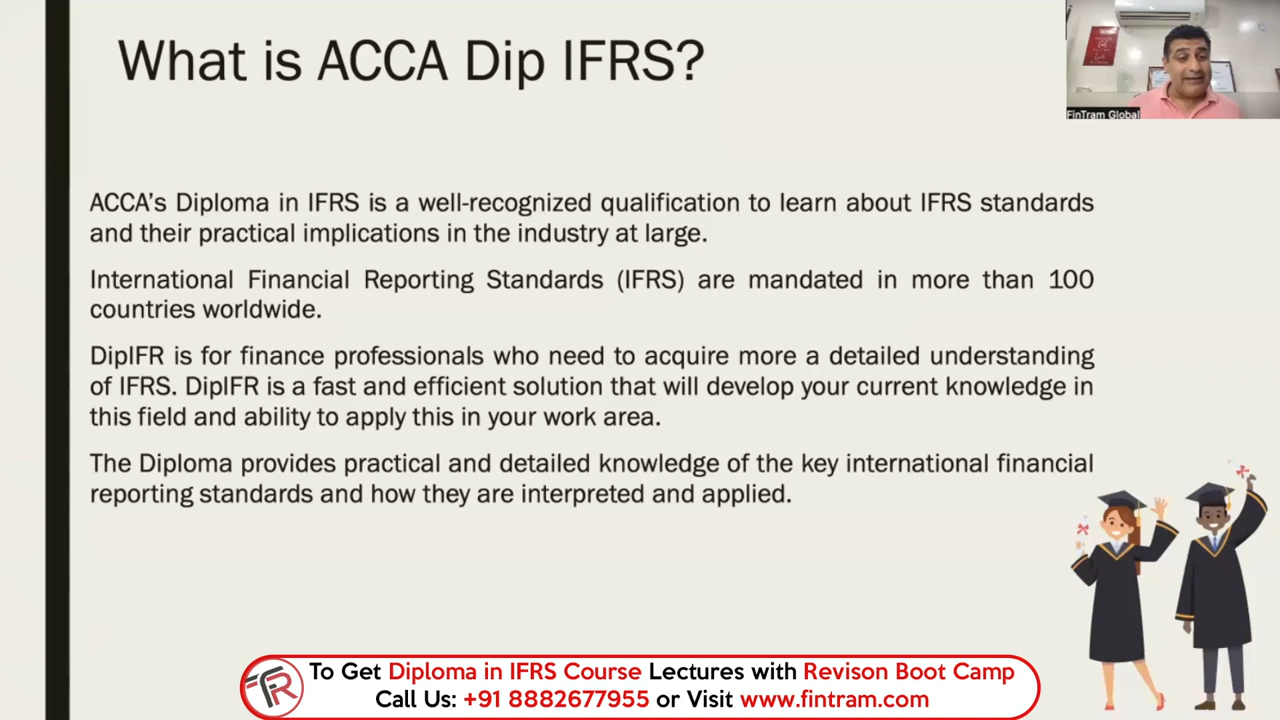 What is ACCA Dip IFRS?
FinTram Global
ACCA's Diploma in IFRS is a well-recognized qualification to learn about IFRS standards
and their practical implications in the industry at large.
International Financial Reporting Standards (IFRS) are mandated in more than 100
countries worldwide.
DipIFR is for finance professionals who need to acquire more a detailed understanding
of IFRS. DipIFR is a fast and efficient solution that will develop your current knowledge in
this field and ability to apply this in your work area.
The Diploma provides practical and detailed knowledge of the key international financial
reporting standards and how they are interpreted and applied.
To Get Diploma in IFRS Course Lectures with Revison Boot Camp
Call Us: +91 8882677955 or Visit www.fintram.com